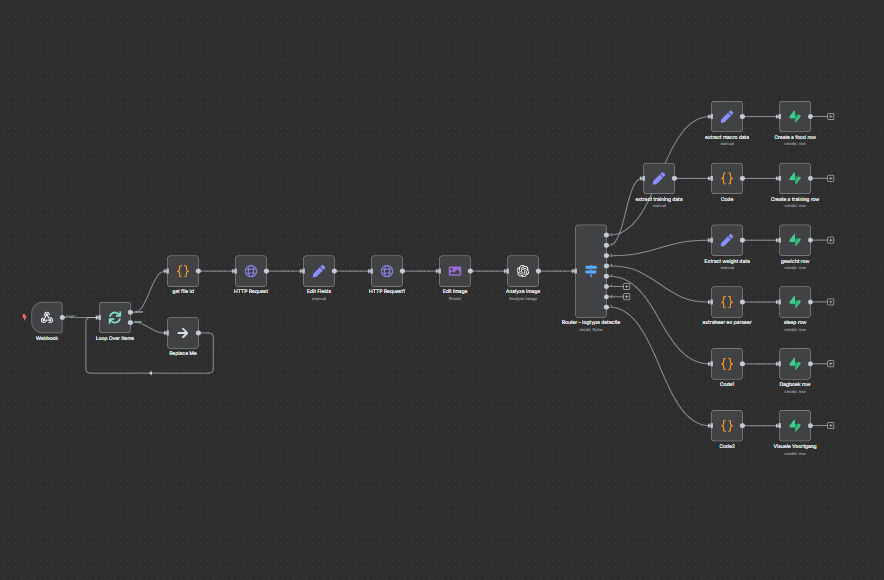 extract macro data
manual
Create a food row
create: row
extract training data
manual
Code
Create a training row
create: row
Extract weight data
manual
gewicht row
create: row
get file id
HTTP Request
Edit Fields
manual
HTTP Request1
Edit Image
Analyze image
Analyze Image
Router - logtype detectie
mode: Rules
extraheer en parseer
sleep row
create: row
Webhook
POST
Loop Over Items
Replace Me
Code1
Dagboek row
create: row
Code2
Visuele Voortgang
create: row